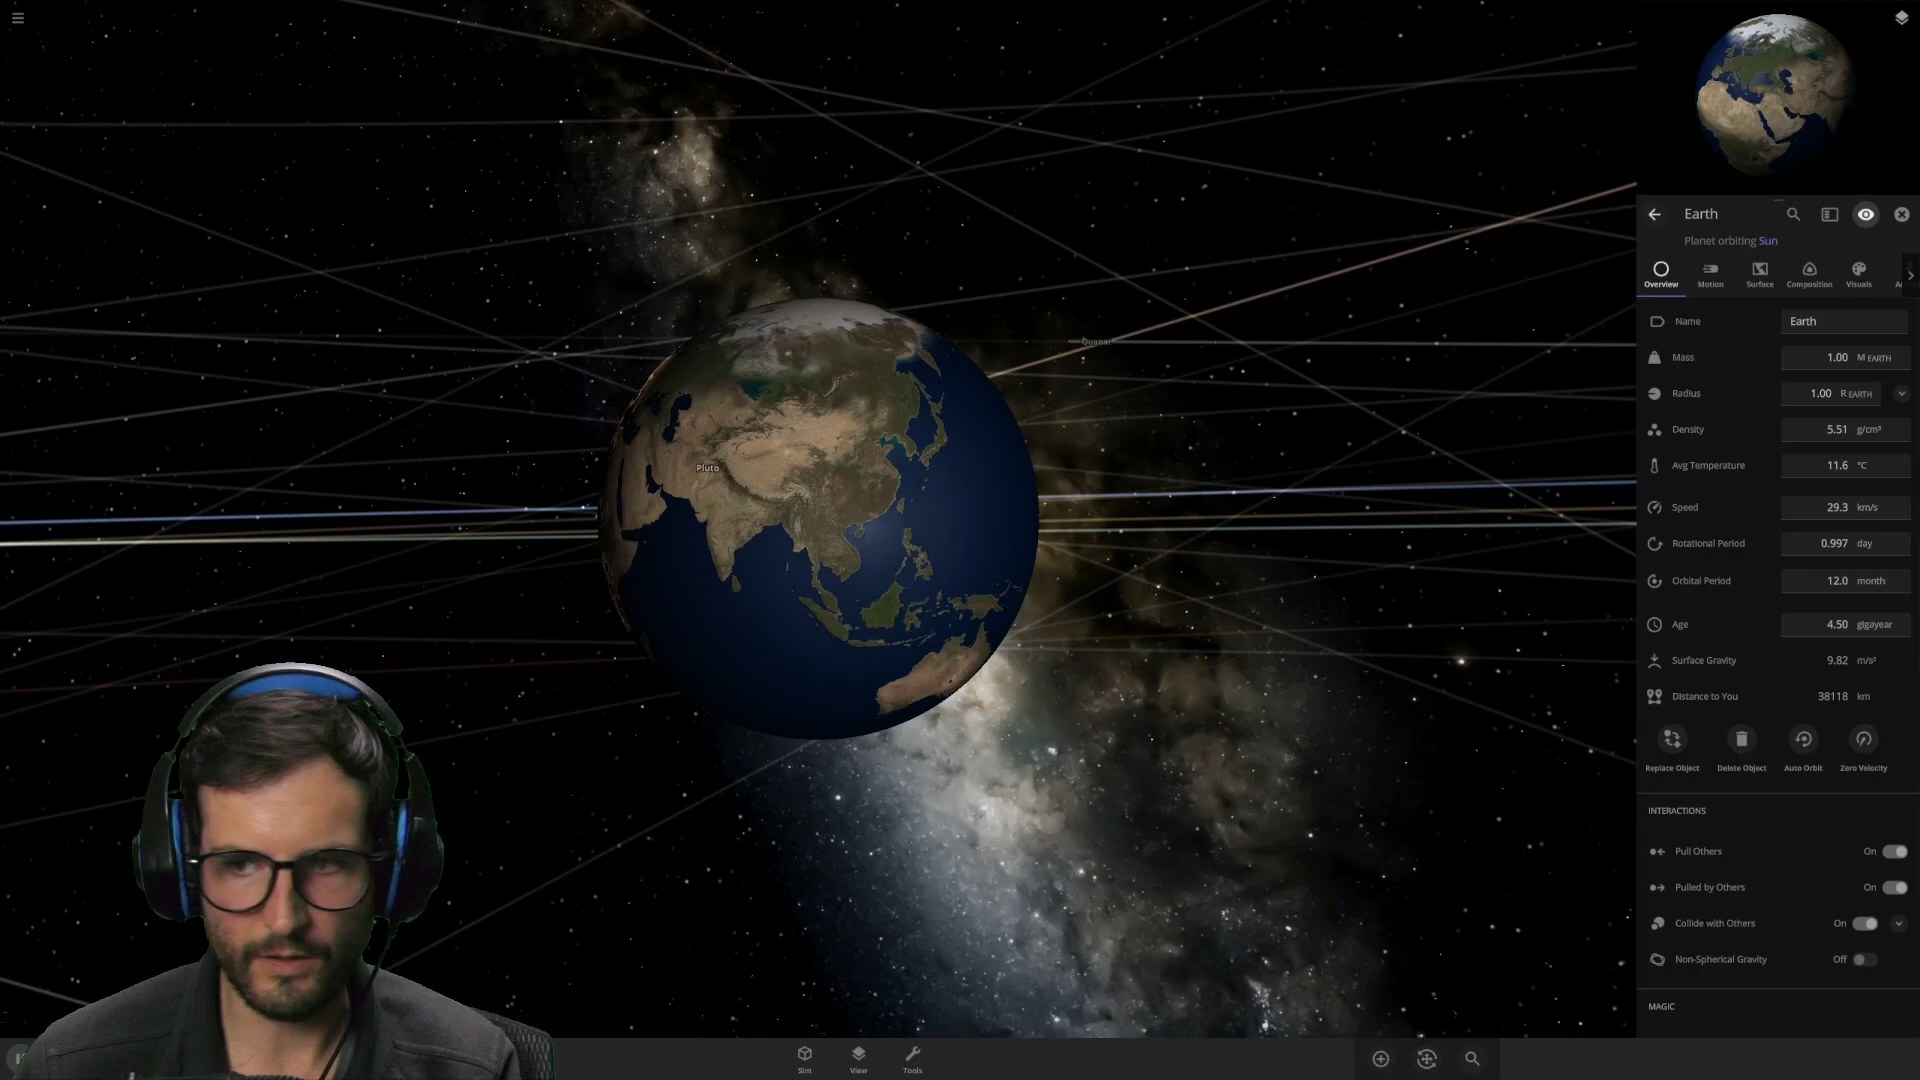 Earth
Planet orbiting Sun
Overview
Motion
Surface
Composition
Visuals
Name
Earth
Mass
1.00 M EARTH
Radius
1.00 R EARTH
Density
5.51 g/cm³
Avg Temperature
11.6 °C
Speed
29.3 km/s
Rotational Period
0.997 day
Orbital Period
12.0 month
Age
4.50 gigayear
Surface Gravity
9.82 m/s²
Distance to You
38118 km
Replace Object
Delete Object
Auto Orbit
Zero Velocity
INTERACTIONS
Pull Others
On
Pulled by Others
On
Collide with Others
On
Non-Spherical Gravity
Off
MAGIC
Quaoar
Pluto
Sim
View
Tools